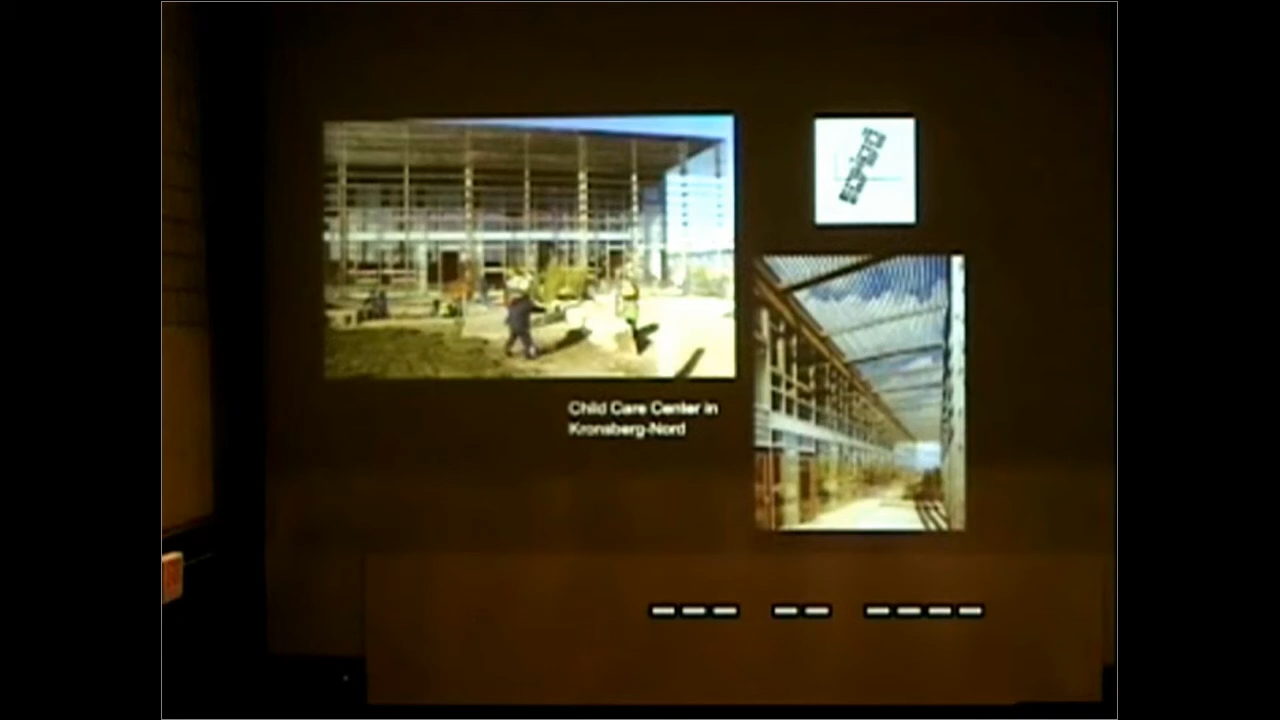 Child Care Center in
Kronsberg-Nord
--- -- ----